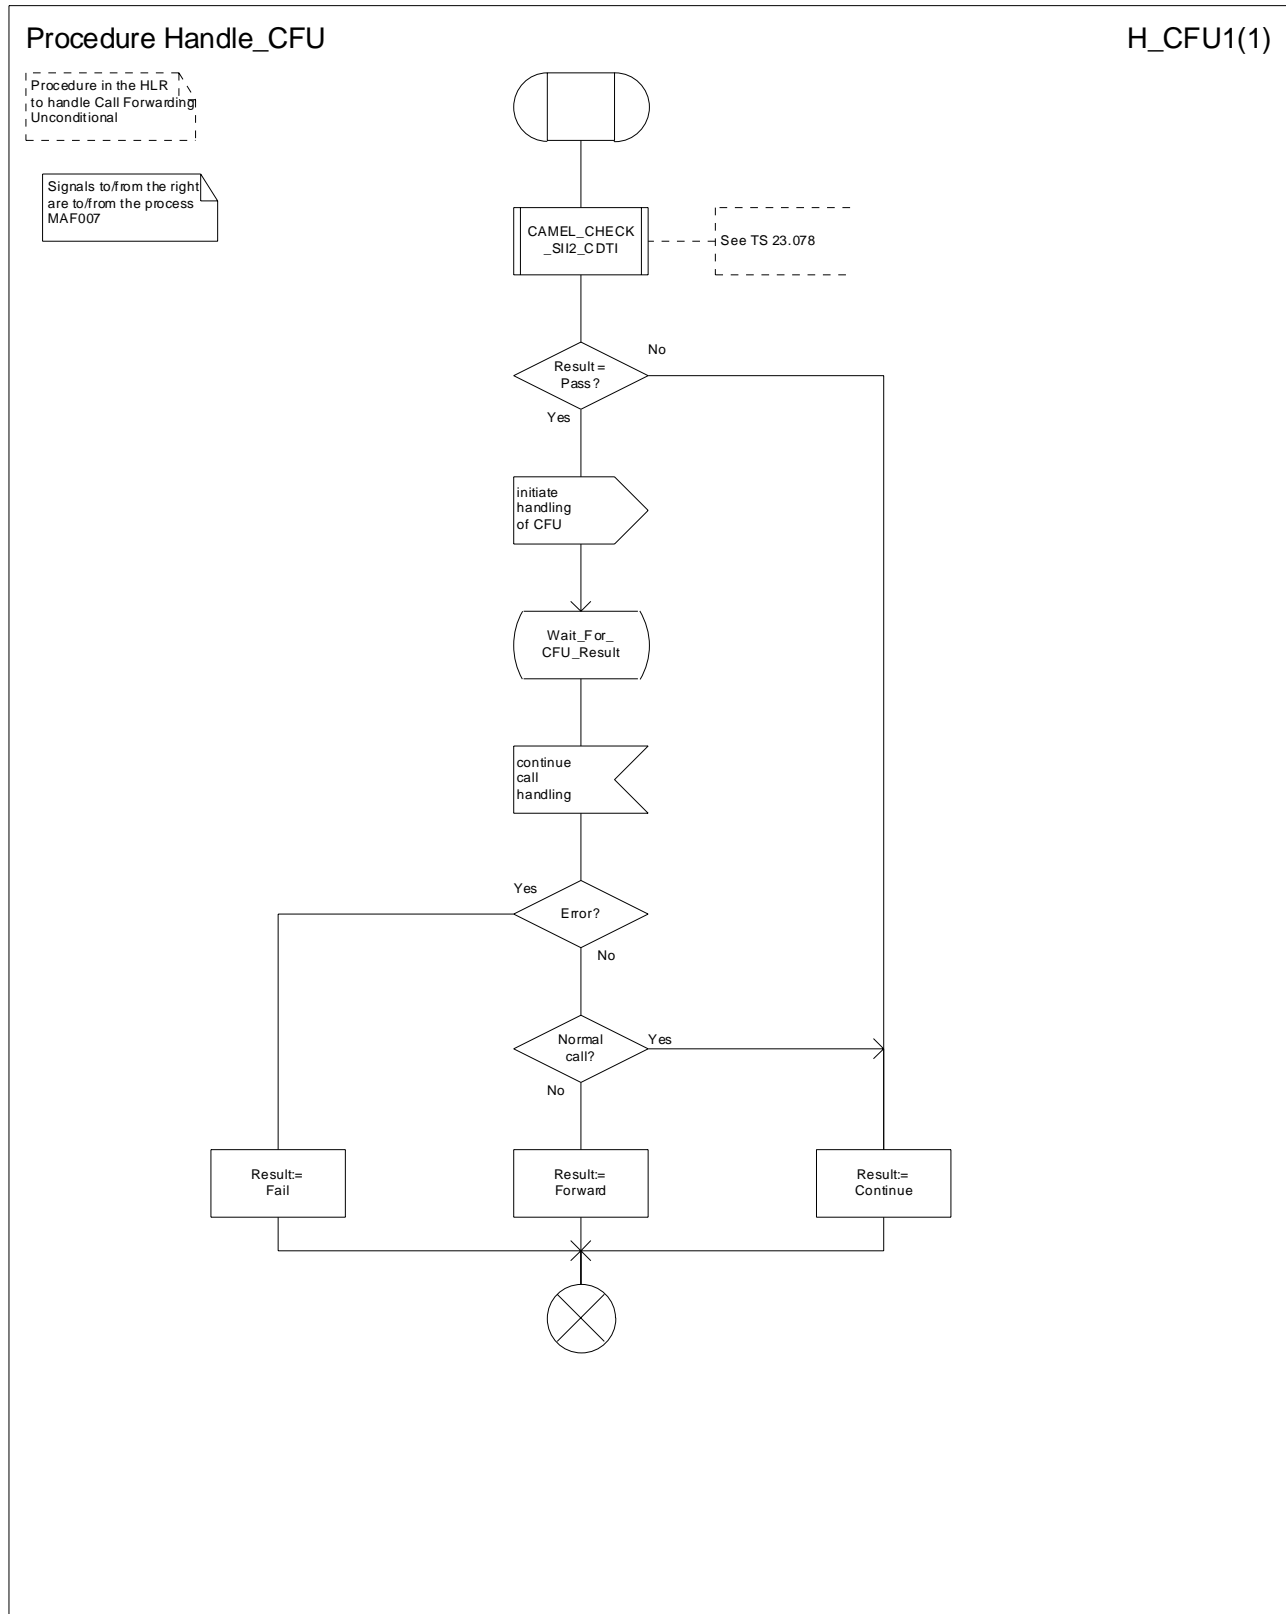 Procedure Handle_CFU
H_CFU1(1)
Procedure in the HLR
to handle Call Forwarding
Unconditional
Signals to/from the right
are to/from the process
MAF007
CAMEL_CHECK
_SII2_CDTI
See TS 23.078
Result=
Pass?
No
Yes
initiate
handling
of CFU
Wait_For_
CFU_Result
continue
call
handling
Yes
Error?
No
Normal
call?
Yes
No
Result:=
Fail
Result:=
Forward
Result:=
Continue